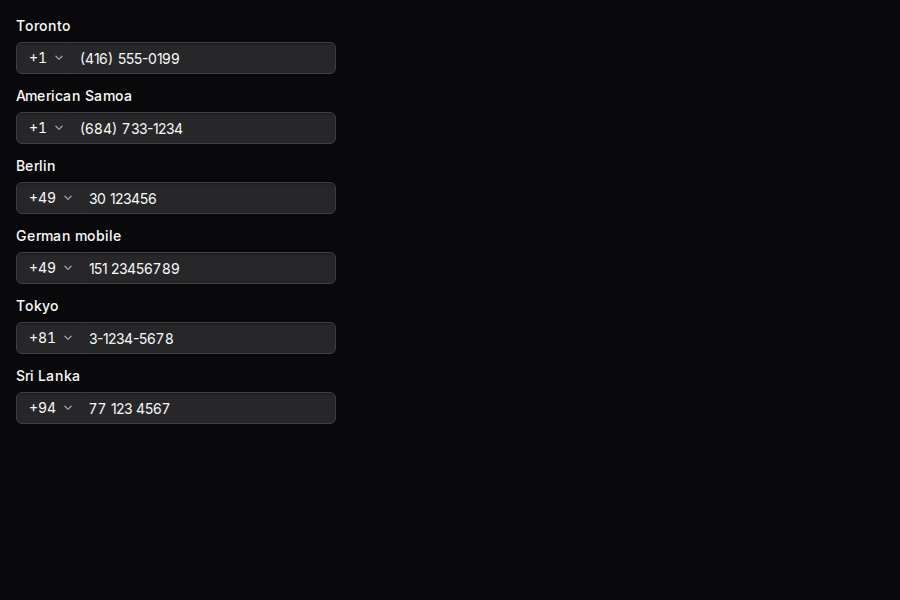 Toronto
+1 (416) 555-0199
American Samoa
+1 (684) 733-1234
Berlin
+49 30 123456
German mobile
+49 151 23456789
Tokyo
+81 3-1234-5678
Sri Lanka
+94 77 123 4567